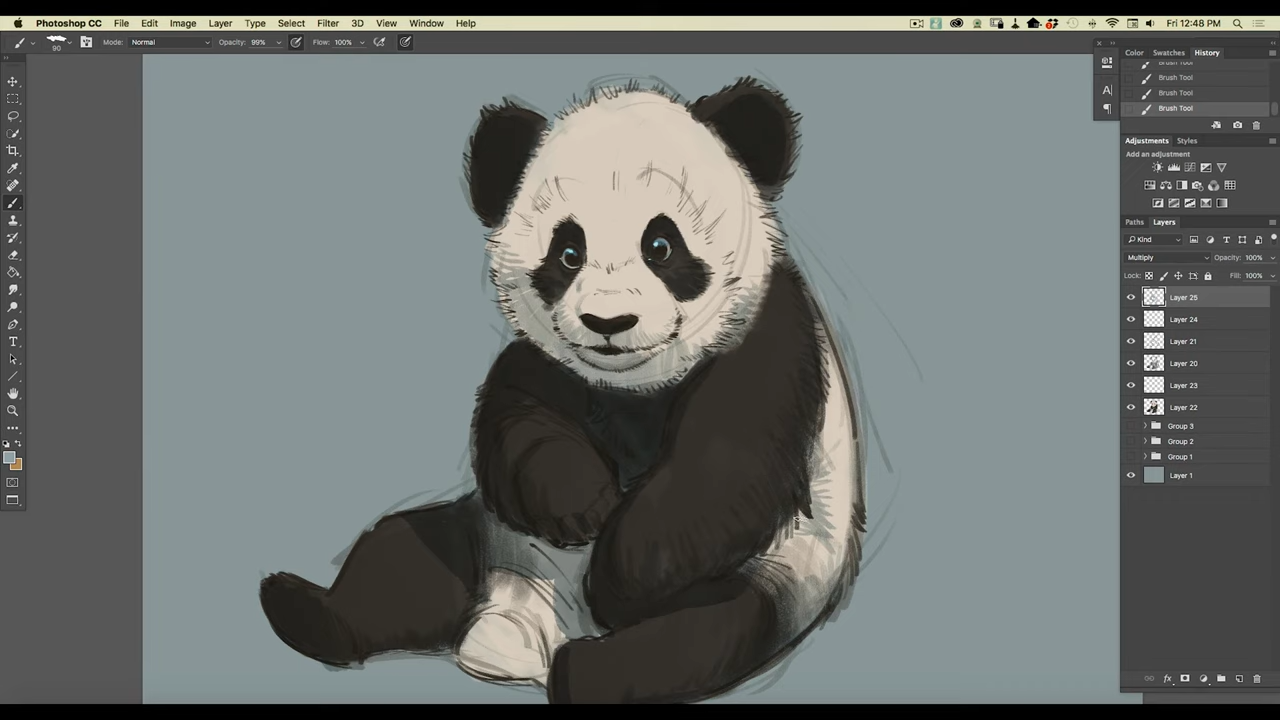 Photoshop CC File Edit Image Layer Type Select Filter 3D View Window Help Fri 12:48 PM
90 Mode: Normal Opacity: 99% Flow: 100%
Color Swatches History
Brush Tool
Brush Tool
Brush Tool
Brush Tool
Adjustments Styles
Add an adjustment
Paths Layers
Kind
Multiply Opacity: 100%
Lock: Fill: 100%
Layer 25
Layer 24
Layer 21
Layer 20
Layer 23
Layer 22
Group 3
Group 2
Group 1
Layer 1